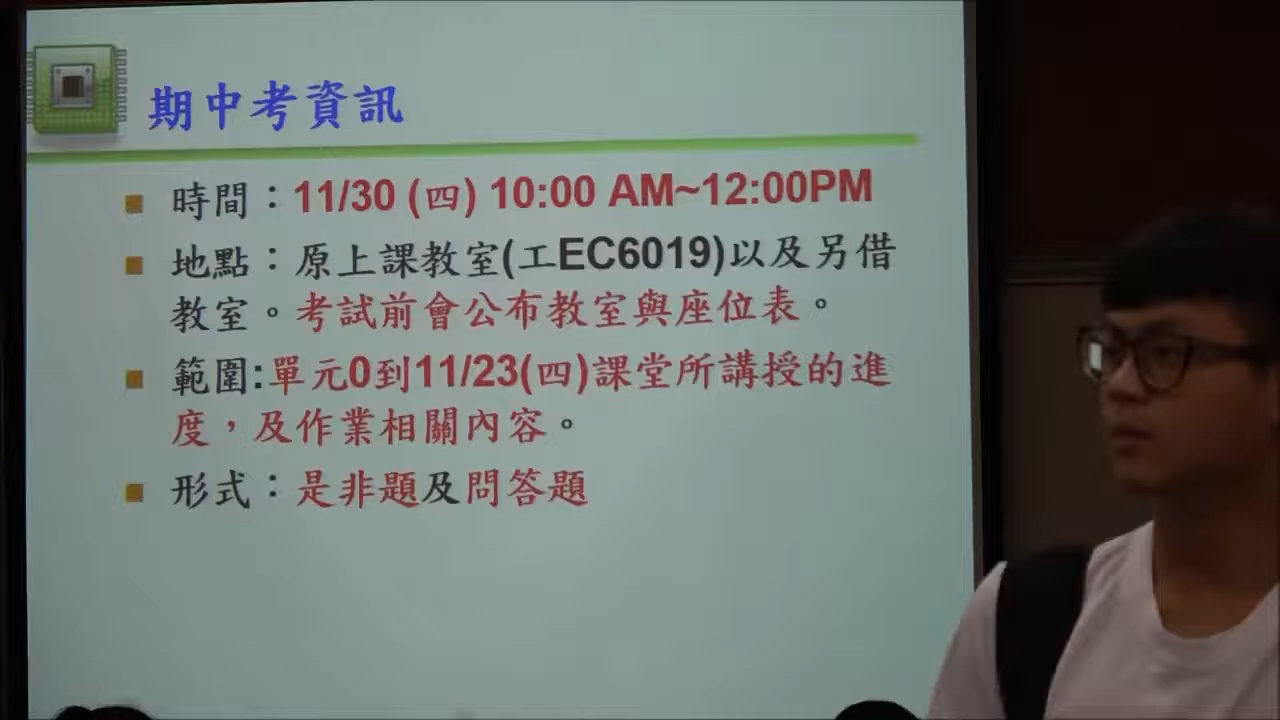 期中考資訊
時間：11/30 (四) 10:00 AM~12:00PM
地點：原上課教室(工EC6019)以及另借
教室。考試前會公布教室與座位表。
範圍:單元0到11/23(四)課堂所講授的進
度，及作業相關內容。
形式：是非題及問答題